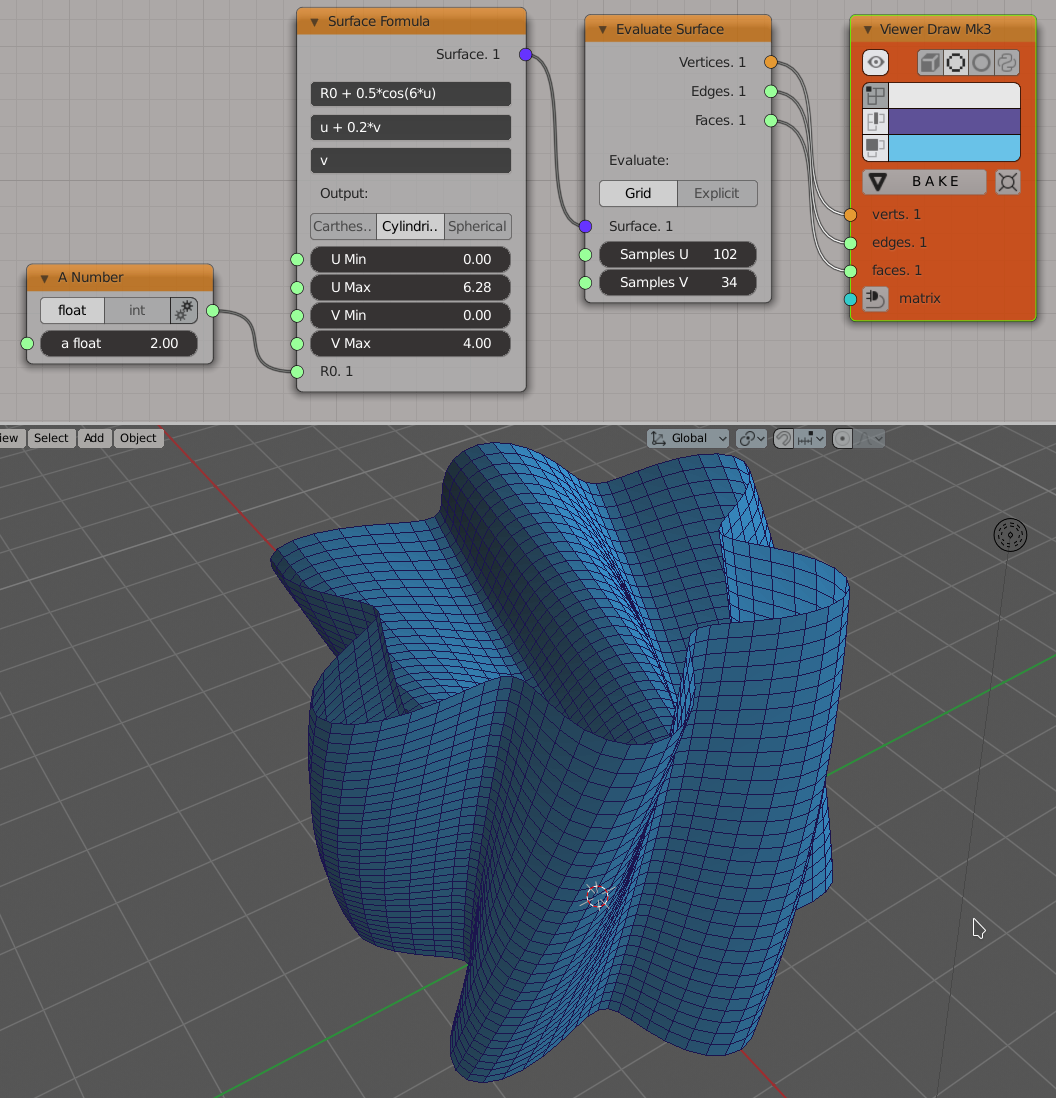 Surface Formula
Surface. 1
R0 + 0.5*cos(6*u)
u + 0.2*v
v
Output:
Carthes.. Cylindri.. Spherical
U Min 0.00
U Max 6.28
V Min 0.00
V Max 4.00
R0. 1
A Number
float int
a float 2.00
Evaluate Surface
Vertices. 1
Edges. 1
Faces. 1
Evaluate:
Grid Explicit
Surface. 1
Samples U 102
Samples V 34
Viewer Draw Mk3
BAKE
verts. 1
edges. 1
faces. 1
matrix
iew Select Add Object Global